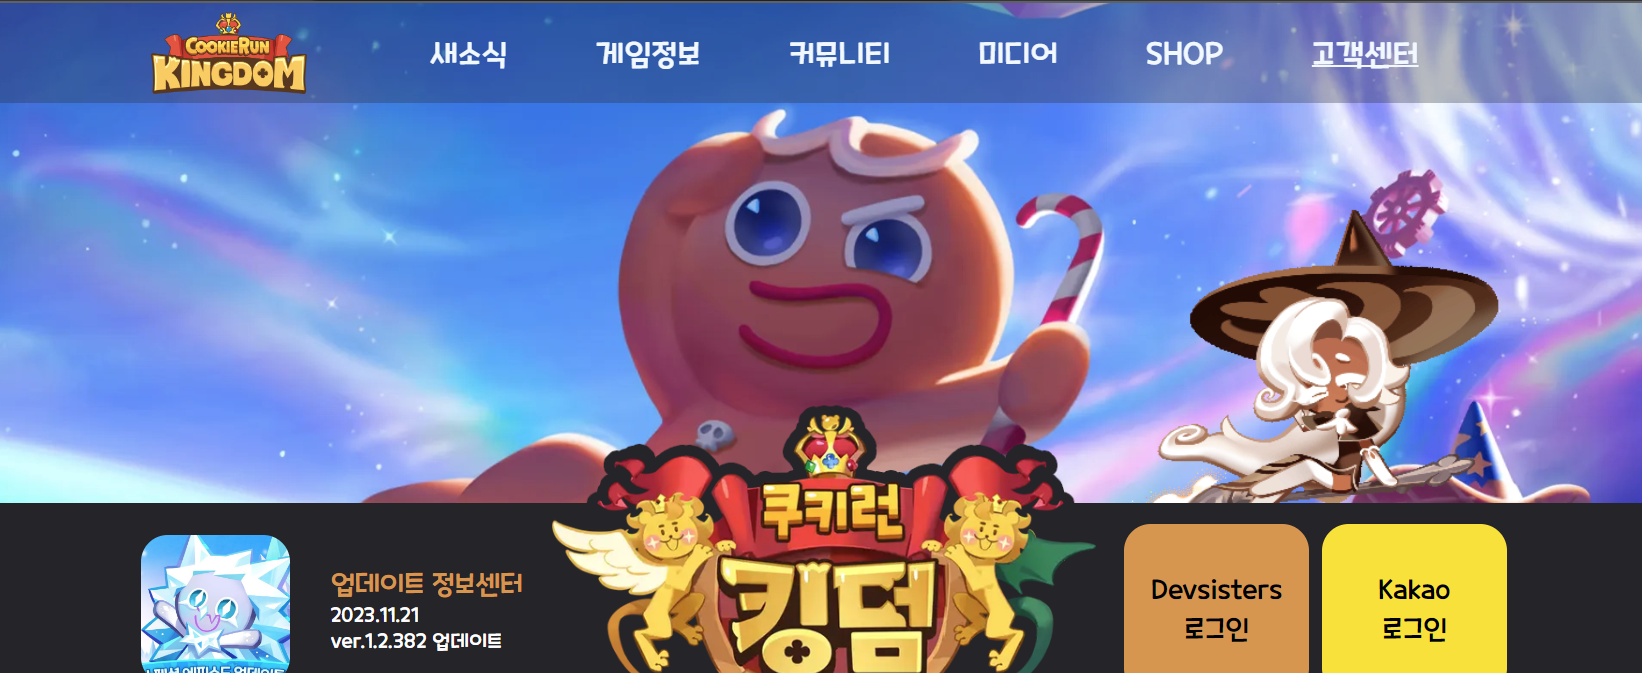 COOKIERUN
KINGDOM
새소식
게임정보
커뮤니티
미디어
SHOP
고객센터
쿠키런
킹덤
업데이트 정보센터
2023.11.21
ver.1.2.382 업데이트
Devsisters
로그인
Kakao
로그인